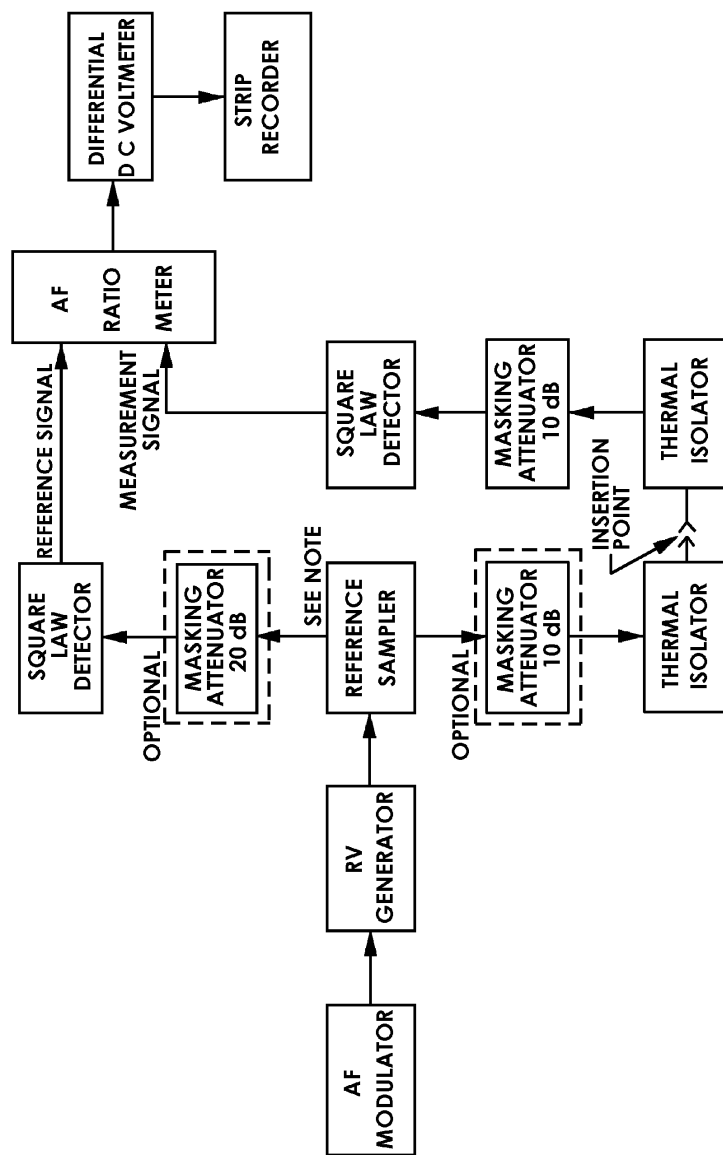 AF
MODULATOR
RV
GENERATOR
REFERENCE
SAMPLER
SEE NOTE
OPTIONAL
MASKING
ATTENUATOR
20 dB
SQUARE
LAW
DETECTOR
REFERENCE SIGNAL
OPTIONAL
MASKING
ATTENUATOR
10 dB
THERMAL
ISOLATOR
INSERTION
POINT
THERMAL
ISOLATOR
MASKING
ATTENUATOR
10 dB
SQUARE
LAW
DETECTOR
MEASUREMENT
SIGNAL
AF
RATIO
METER
DIFFERENTIAL
D C VOLTMETER
STRIP
RECORDER